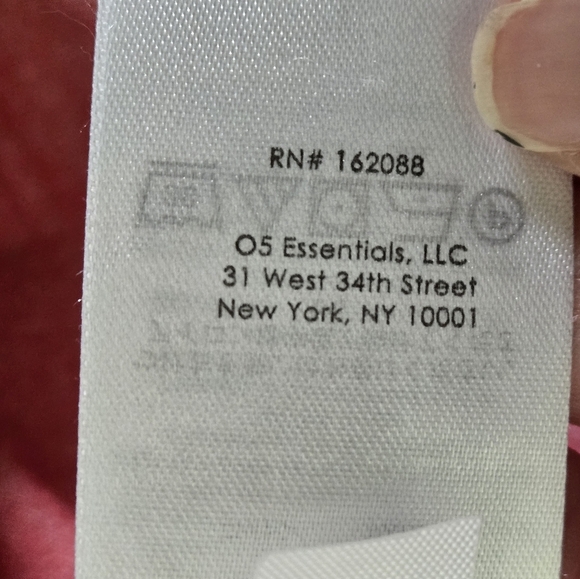 RN# 162088
O5 Essentials, LLC
31 West 34th Street
New York, NY 10001